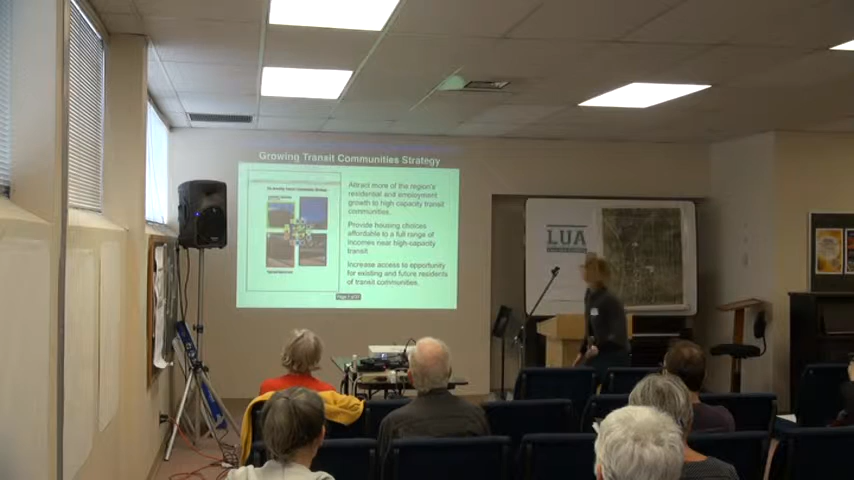 Growing Transit Communities Strategy
Attract more of the region's
residential and employment
growth to high capacity transit
communities.
Provide housing choices
affordable to a full range of
incomes near high-capacity
transit.
Increase access to opportunity
for existing and future residents
of transit communities.
LUA